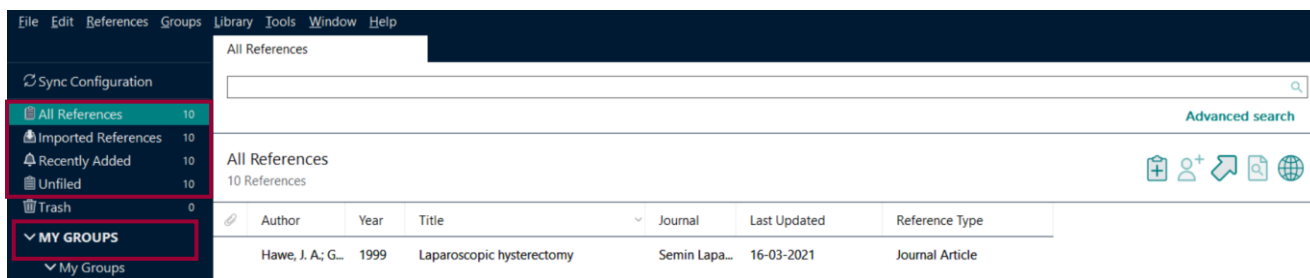 File Edit References Groups Library Tools Window Help
All References
Sync Configuration
All References 10
Imported References 10
Recently Added 10
Unfiled 10
Trash 0
MY GROUPS
My Groups
Advanced search
All References
10 References
Author Year Title Journal Last Updated Reference Type
Hawe, J. A.; G... 1999 Laparoscopic hysterectomy Semin Lapa... 16-03-2021 Journal Article